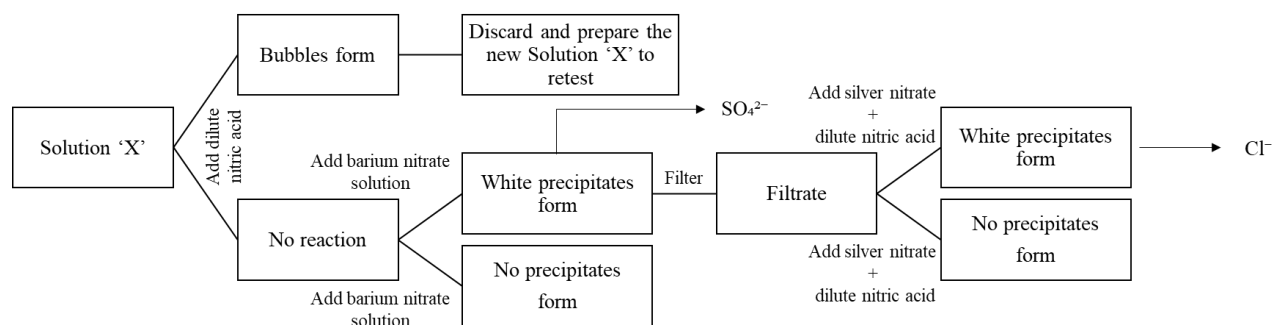 Solution ‘X’
Add dilute
nitric acid
Bubbles form
Discard and prepare the
new Solution ‘X’ to
retest
No reaction
Add barium nitrate
solution
White precipitates
form
SO₄²⁻
Add barium nitrate
solution
No precipitates
form
Filter
Filtrate
Add silver nitrate
+
dilute nitric acid
White precipitates
form
Cl⁻
Add silver nitrate
+
dilute nitric acid
No precipitates
form